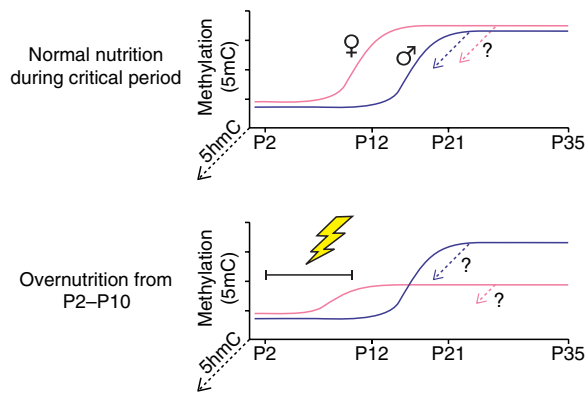 Normal nutrition
during critical period
Methylation
(5mC)
5hmC
♀
♂
?
P2
P12
P21
P35
Overnutrition from
P2–P10
Methylation
(5mC)
5hmC
?
?
P2
P12
P21
P35